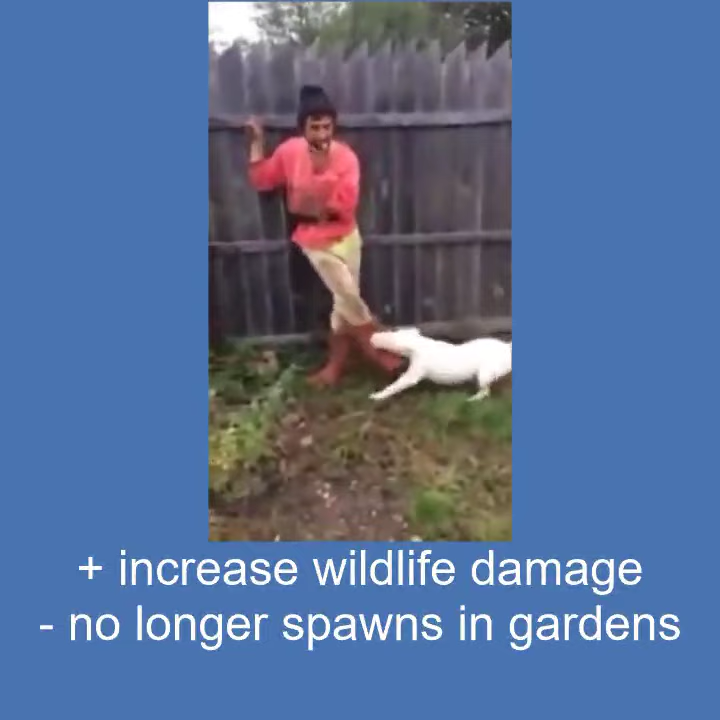 + increase wildlife damage
- no longer spawns in gardens